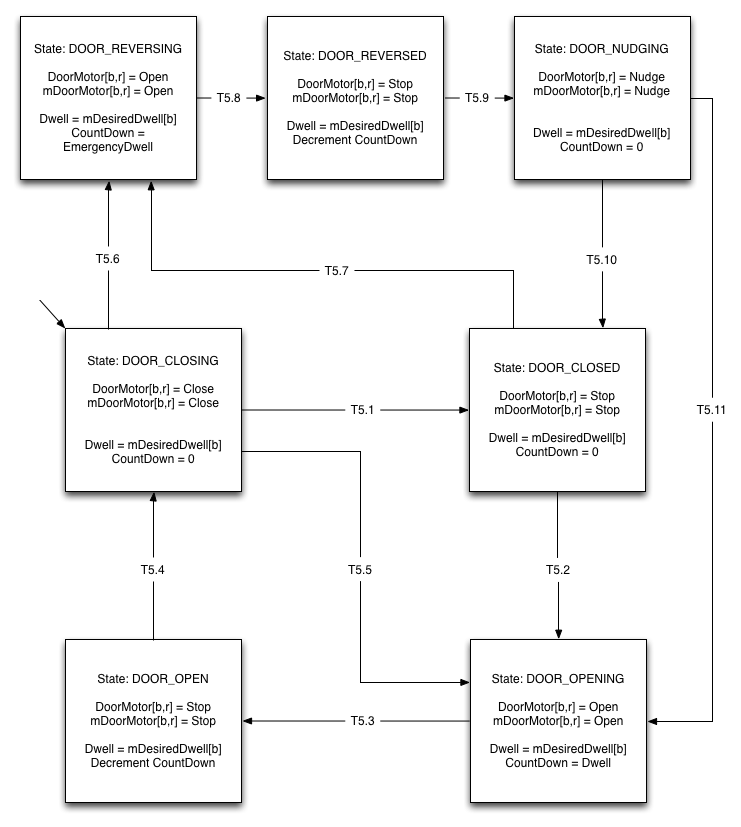 State: DOOR_REVERSING
DoorMotor[b,r] = Open
mDoorMotor[b,r] = Open
Dwell = mDesiredDwell[b]
CountDown =
EmergencyDwell
T5.8
State: DOOR_REVERSED
DoorMotor[b,r] = Stop
mDoorMotor[b,r] = Stop
Dwell = mDesiredDwell[b]
Decrement CountDown
T5.9
State: DOOR_NUDGING
DoorMotor[b,r] = Nudge
mDoorMotor[b,r] = Nudge
Dwell = mDesiredDwell[b]
CountDown = 0
T5.6
T5.7
T5.10
State: DOOR_CLOSING
DoorMotor[b,r] = Close
mDoorMotor[b,r] = Close
Dwell = mDesiredDwell[b]
CountDown = 0
T5.1
State: DOOR_CLOSED
DoorMotor[b,r] = Stop
mDoorMotor[b,r] = Stop
Dwell = mDesiredDwell[b]
CountDown = 0
T5.11
T5.4
T5.5
T5.2
State: DOOR_OPEN
DoorMotor[b,r] = Stop
mDoorMotor[b,r] = Stop
Dwell = mDesiredDwell[b]
Decrement CountDown
T5.3
State: DOOR_OPENING
DoorMotor[b,r] = Open
mDoorMotor[b,r] = Open
Dwell = mDesiredDwell[b]
CountDown = Dwell